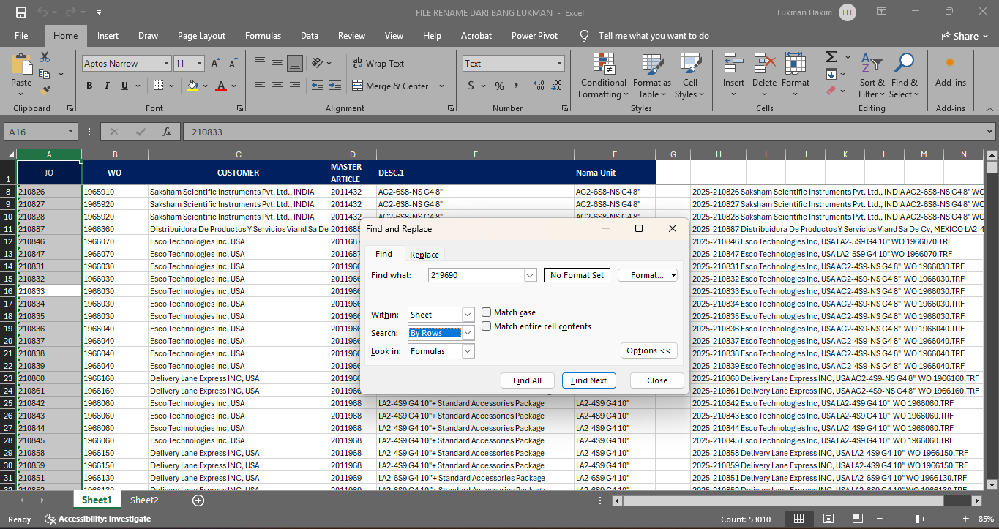 FILE RENAME DARI BANG LUKMAN - Excel
Lukman Hakim LH
File Home Insert Draw Page Layout Formulas Data Review View Help Acrobat Power Pivot Tell me what you want to do Share
Aptos Narrow 11 Wrap Text Text
Paste B I U A Merge & Center $ % Conditional Formatting Format as Table Cell Styles Insert Delete Format Sort & Filter Find & Select Add-ins
Clipboard Font Alignment Number Styles Cells Editing Add-ins
A16 fx 210833
A B C D E F G H I J K L M N
1 JO WO CUSTOMER MASTER ARTICLE DESC.1 Nama Unit
8 210826 1965910 Saksham Scientific Instruments Pvt. Ltd., INDIA 2011432 AC2-6S8-NS G4 8" AC2-6S8-NS G4 8" 2025-210826 Saksham Scientific Instruments Pvt. Ltd., INDIA AC2-6S8-NS G4 8" WO
9 210827 1965920 Saksham Scientific Instruments Pvt. Ltd., INDIA 2011432 AC2-6S8-NS G4 8" AC2-6S8-NS G4 8" 2025-210827 Saksham Scientific Instruments Pvt. Ltd., INDIA AC2-6S8-NS G4 8" WO
10 210828 1965920 Saksham Scientific Instruments Pvt. Ltd., INDIA 2011432 AC2-6S8-NS G4 8" AC2-6S8-NS G4 8" 2025-210828 Saksham Scientific Instruments Pvt. Ltd., INDIA AC2-6S8-NS G4 8" WO
11 210887 1966360 Distribuidora De Productos Y Servicios Viand Sa De 2011685 2025-210887 Distribuidora De Productos Y Servicios Viand Sa De Cv, MEXICO LA2-4
12 210846 1966070 Esco Technologies Inc, USA 2011687 2025-210846 Esco Technologies Inc, USA LA2-5S9 G4 10" WO 1966070.TRF
13 210847 1966070 Esco Technologies Inc, USA 2011687 2025-210847 Esco Technologies Inc, USA LA2-5S9 G4 10" WO 1966070.TRF
14 210831 1966030 Esco Technologies Inc, USA 201196 2025-210831 Esco Technologies Inc, USA AC2-4S9-NS G4 8" WO 1966030.TRF
15 210832 1966030 Esco Technologies Inc, USA 201196 2025-210832 Esco Technologies Inc, USA AC2-4S9-NS G4 8" WO 1966030.TRF
16 210833 1966030 Esco Technologies Inc, USA 201196 2025-210833 Esco Technologies Inc, USA AC2-4S9-NS G4 8" WO 1966030.TRF
17 210834 1966030 Esco Technologies Inc, USA 201196 2025-210834 Esco Technologies Inc, USA AC2-4S9-NS G4 8" WO 1966030.TRF
18 210835 1966030 Esco Technologies Inc, USA 201196 2025-210835 Esco Technologies Inc, USA AC2-4S9-NS G4 8" WO 1966030.TRF
19 210836 1966040 Esco Technologies Inc, USA 201196 2025-210836 Esco Technologies Inc, USA AC2-4S9-NS G4 8" WO 1966040.TRF
20 210837 1966040 Esco Technologies Inc, USA 201196 2025-210837 Esco Technologies Inc, USA AC2-4S9-NS G4 8" WO 1966040.TRF
21 210838 1966040 Esco Technologies Inc, USA 201196 2025-210838 Esco Technologies Inc, USA AC2-4S9-NS G4 8" WO 1966040.TRF
22 210839 1966040 Esco Technologies Inc, USA 201196 2025-210839 Esco Technologies Inc, USA AC2-4S9-NS G4 8" WO 1966040.TRF
23 210860 1966160 Delivery Lane Express INC, USA 201196 2025-210860 Delivery Lane Express INC, USA AC2-4S9-NS G4 8" WO 1966160.TRF
24 210861 1966160 Delivery Lane Express INC, USA 201196 2025-210861 Delivery Lane Express INC, USA AC2-4S9-NS G4 8" WO 1966160.TRF
25 210842 1966060 Esco Technologies Inc, USA 2011968 LA2-4S9 G4 10"+ Standard Accessories Package LA2-4S9 G4 10" 2025-210842 Esco Technologies Inc, USA LA2-4S9 G4 10" WO 1966060.TRF
26 210843 1966060 Esco Technologies Inc, USA 2011968 LA2-4S9 G4 10"+ Standard Accessories Package LA2-4S9 G4 10" 2025-210843 Esco Technologies Inc, USA LA2-4S9 G4 10" WO 1966060.TRF
27 210844 1966060 Esco Technologies Inc, USA 2011968 LA2-4S9 G4 10"+ Standard Accessories Package LA2-4S9 G4 10" 2025-210844 Esco Technologies Inc, USA LA2-4S9 G4 10" WO 1966060.TRF
28 210845 1966060 Esco Technologies Inc, USA 2011968 LA2-4S9 G4 10"+ Standard Accessories Package LA2-4S9 G4 10" 2025-210845 Esco Technologies Inc, USA LA2-4S9 G4 10" WO 1966060.TRF
29 210858 1966150 Delivery Lane Express INC, USA 2011968 LA2-4S9 G4 10"+ Standard Accessories Package LA2-4S9 G4 10" 2025-210858 Delivery Lane Express INC, USA LA2-4S9 G4 10" WO 1966150.TRF
30 210859 1966150 Delivery Lane Express INC, USA 2011968 LA2-4S9 G4 10"+ Standard Accessories Package LA2-4S9 G4 10" 2025-210859 Delivery Lane Express INC, USA LA2-4S9 G4 10" WO 1966150.TRF
31 210851 1966130 Delivery Lane Express INC, USA 2011969 LA2-6S9 G4 10"+ Standard Accessories Package LA2-6S9 G4 10" 2025-210851 Delivery Lane Express INC, USA LA2-6S9 G4 10" WO 1966130.TRF
Find and Replace
Find Replace
Find what: 219690 No Format Set Format...
Within: Sheet Match case
Search: By Rows Match entire cell contents
Look in: Formulas Options <<
Find All Find Next Close
Sheet1 Sheet2
Ready Accessibility: Investigate Count: 53010 85%